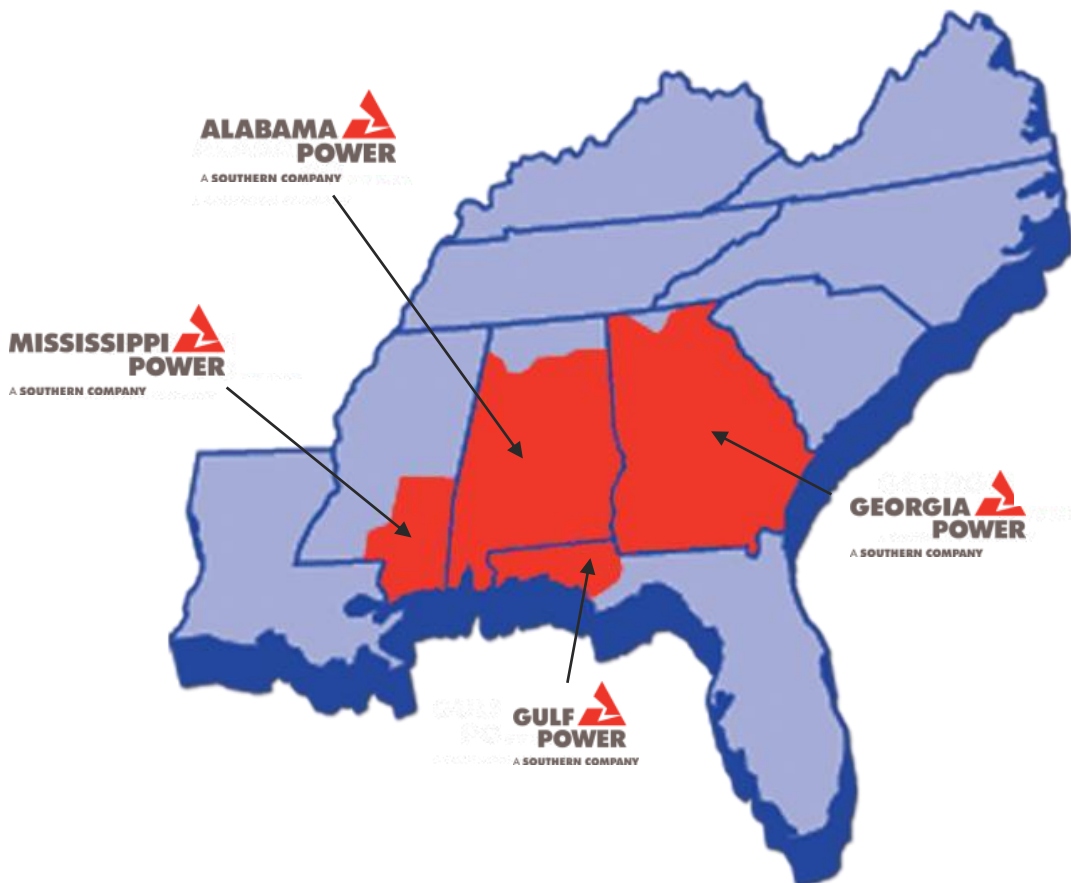 ALABAMA
POWER
A SOUTHERN COMPANY
MISSISSIPPI
POWER
A SOUTHERN COMPANY
GEORGIA
POWER
A SOUTHERN COMPANY
GULF
POWER
A SOUTHERN COMPANY